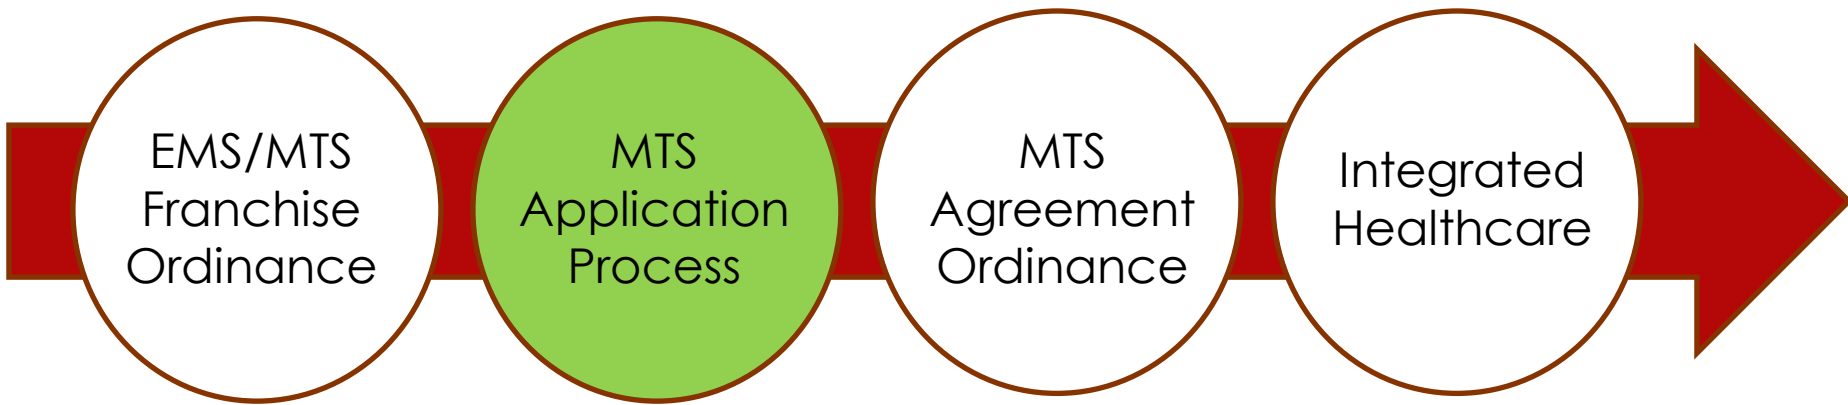 EMS/MTS
Franchise
Ordinance
MTS
Application
Process
MTS
Agreement
Ordinance
Integrated
Healthcare